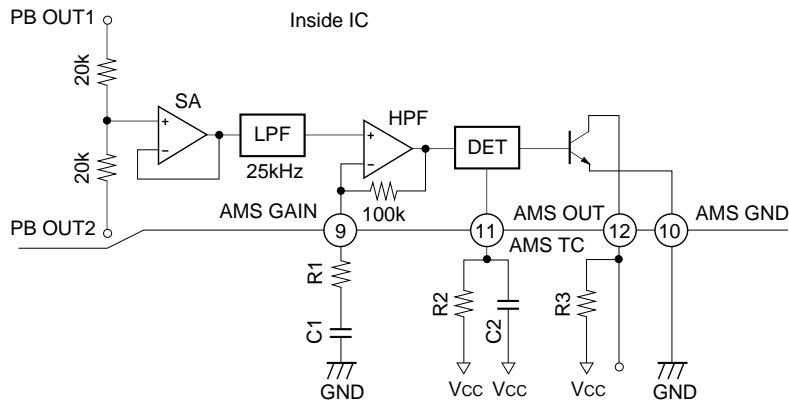 PB OUT1
Inside IC
20k
SA
HPF
LPF
DET
25kHz
20k
100k
AMS GAIN
AMS OUT
AMS GND
PB OUT2
9
11
12
10
AMS TC
R1
R2
C2
R3
C1
GND
VCC
VCC
VCC
GND